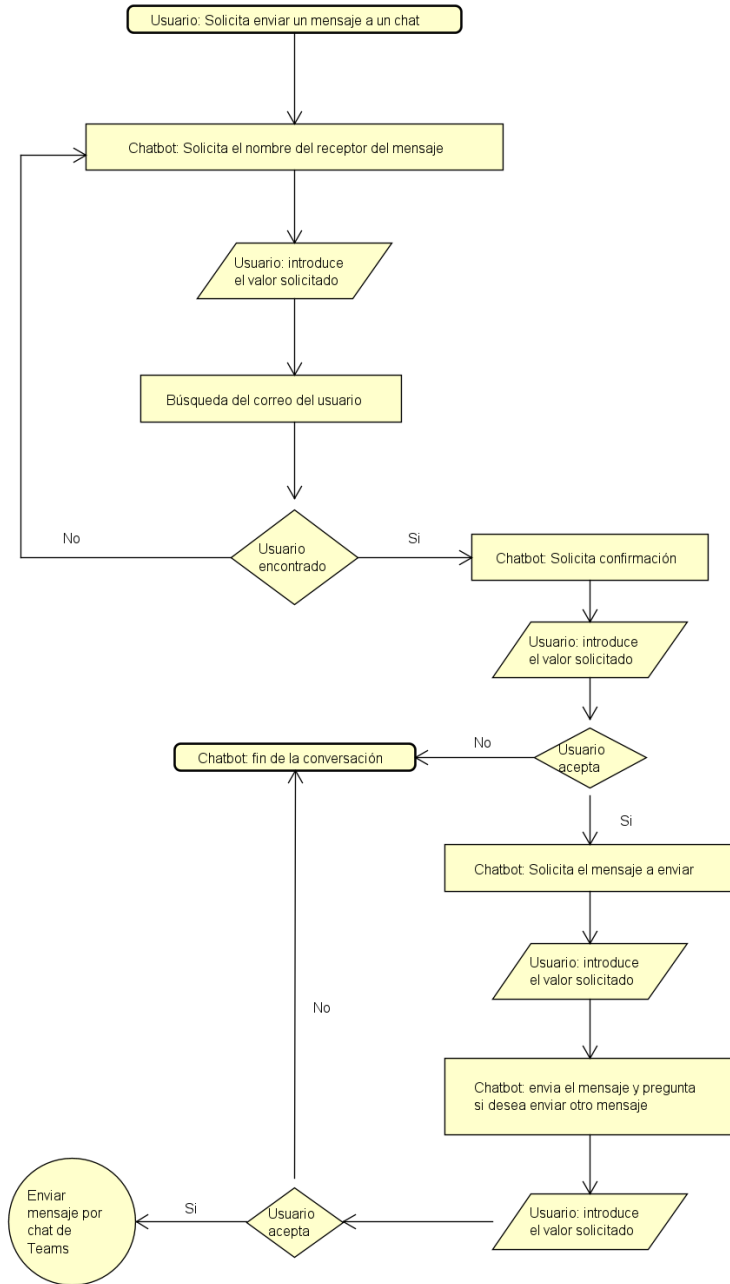 Usuario: Solicita enviar un mensaje a un chat
Chatbot: Solicita el nombre del receptor del mensaje
Usuario: introduce
el valor solicitado
Búsqueda del correo del usuario
No
Usuario
encontrado
Si
Chatbot: Solicita confirmación
Usuario: introduce
el valor solicitado
Chatbot: fin de la conversación
No
Usuario
acepta
Si
Chatbot: Solicita el mensaje a enviar
Usuario: introduce
el valor solicitado
No
Chatbot: envia el mensaje y pregunta
si desea enviar otro mensaje
Enviar
mensaje por
chat de
Teams
Si
Usuario
acepta
Usuario: introduce
el valor solicitado